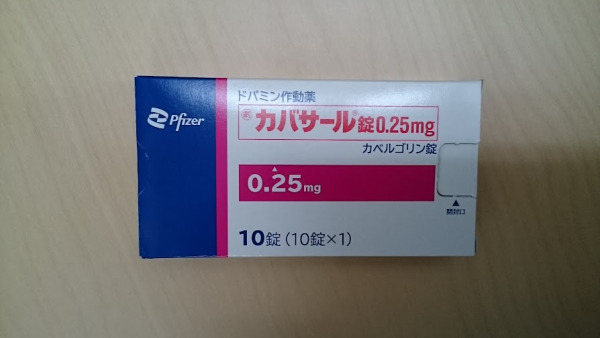 Pfizer
ドパミン作動薬
劇 カバサール®錠0.25mg
カベルゴリン錠
0.25mg
10錠(10錠×1)
▲
開封口